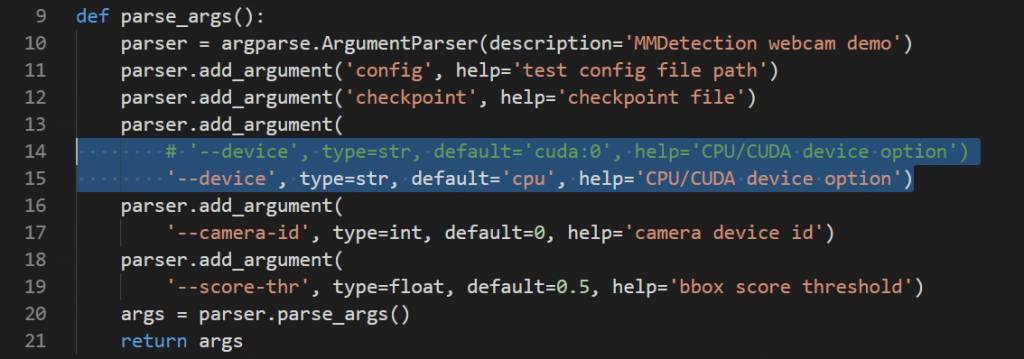 9 def parse_args():
10     parser = argparse.ArgumentParser(description='MMDetection webcam demo')
11     parser.add_argument('config', help='test config file path')
12     parser.add_argument('checkpoint', help='checkpoint file')
13     parser.add_argument(
14         # '--device', type=str, default='cuda:0', help='CPU/CUDA device option')
15         '--device', type=str, default='cpu', help='CPU/CUDA device option')
16     parser.add_argument(
17         '--camera-id', type=int, default=0, help='camera device id')
18     parser.add_argument(
19         '--score-thr', type=float, default=0.5, help='bbox score threshold')
20     args = parser.parse_args()
21     return args